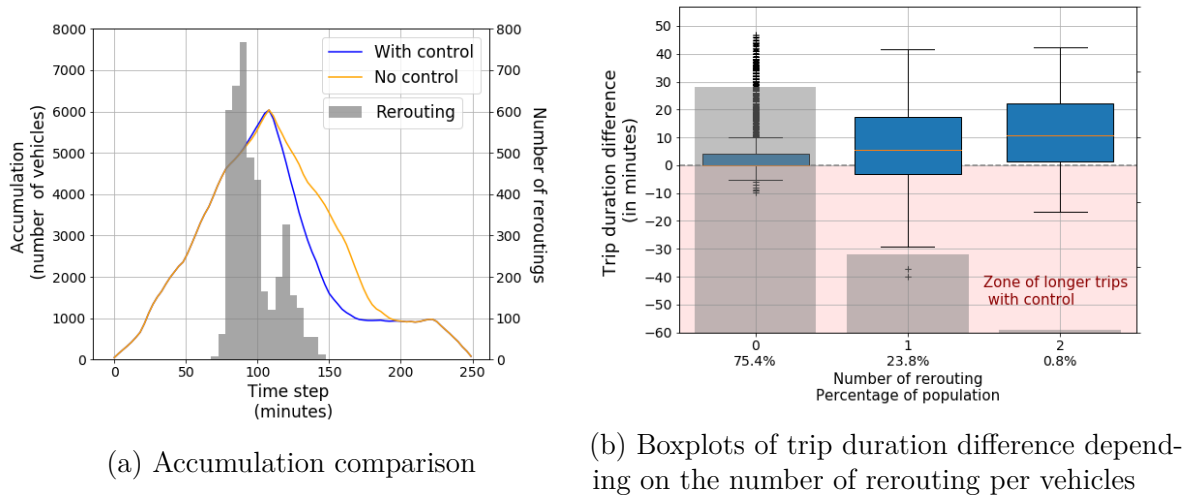 8000
7000
6000
5000
4000
3000
2000
1000
0
Accumulation
(number of vehicles)
With control
No control
Rerouting
800
700
600
500
400
300
200
100
0
Number of reroutings
0
50
100
150
200
250
Time step
(minutes)
(a) Accumulation comparison
50
40
30
20
10
0
−10
−20
−30
−40
−50
−60
Trip duration difference
(in minutes)
Zone of longer trips
with control
0
75.4%
1
23.8%
2
0.8%
Number of rerouting
Percentage of population
(b) Boxplots of trip duration difference depend-
ing on the number of rerouting per vehicles